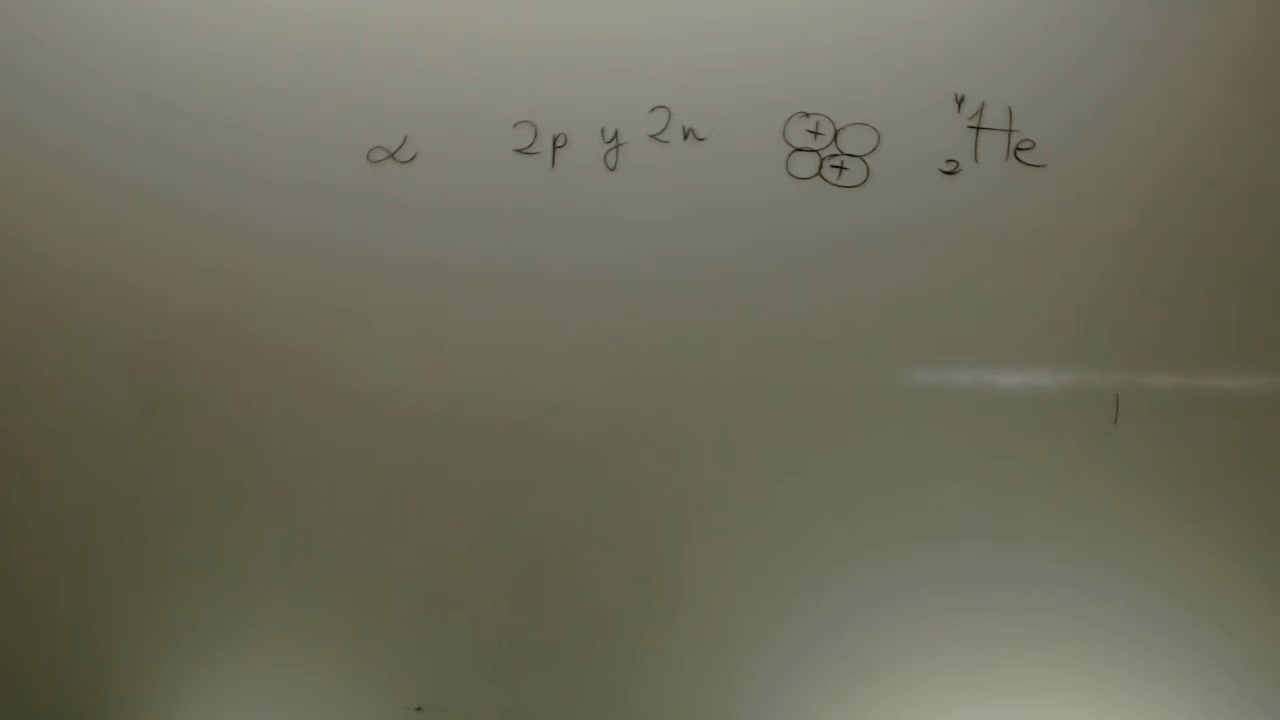 α 2p y 2n + + ⁴₂He